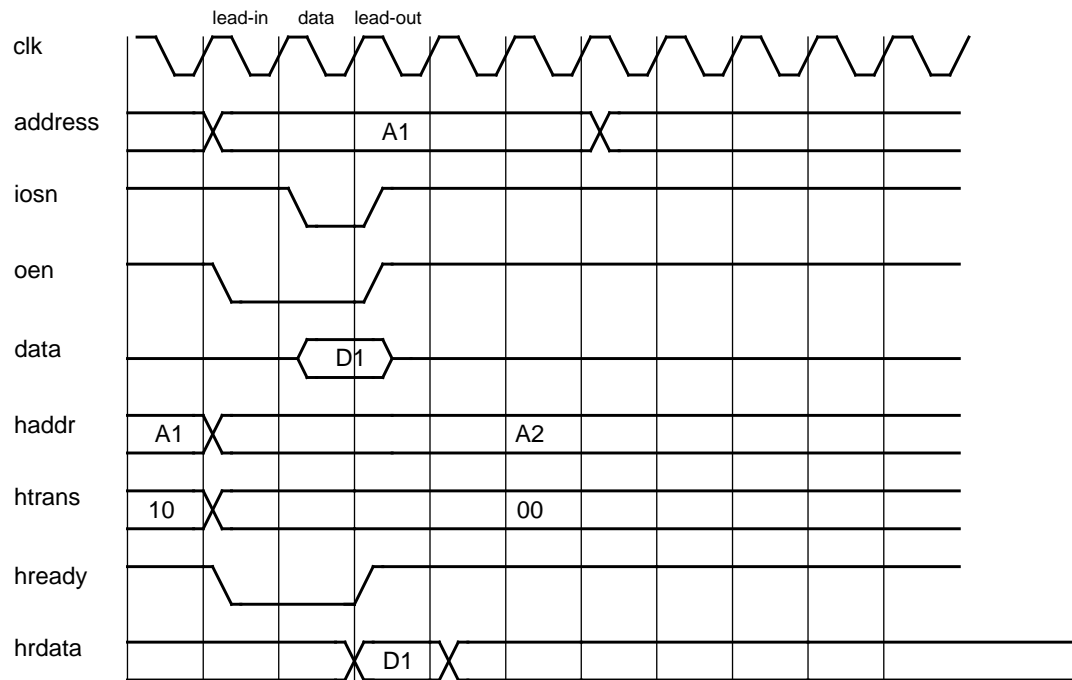 lead-in data lead-out
clk
address A1
iosn
oen
data D1
haddr A1 A2
htrans 10 00
hready
hrdata D1